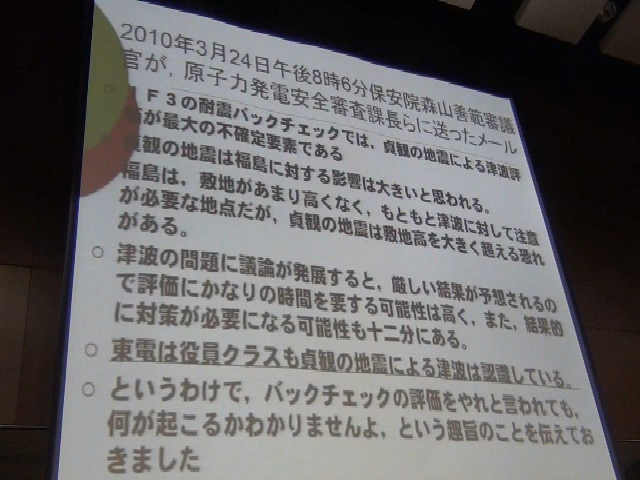 2010年3月24日午後8時6分保安院森山善範審議
官が，原子力発電安全審査課長らに送ったメール
１Ｆ３の耐震バックチェックでは，貞観の地震による津波評
価が最大の不確定要素である
貞観の地震は福島に対する影響は大きいと思われる。
福島は，敷地があまり高くなく，もともと津波に対して注意
が必要な地点だが，貞観の地震は敷地高を大きく超える恐れ
がある。
○ 津波の問題に議論が発展すると，厳しい結果が予想されるの
で評価にかなりの時間を要する可能性は高く，また，結果的
に対策が必要になる可能性も十二分にある。
○ 東電は役員クラスも貞観の地震による津波は認識している。
○ というわけで，バックチェックの評価をやれと言われても，
何が起こるかわかりませんよ，という趣旨のことを伝えてお
きました